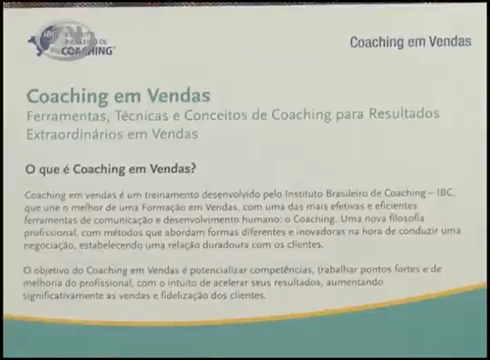 IBC INSTITUTO
BRASILEIRO DE
COACHING
Coaching em Vendas
Coaching em Vendas
Ferramentas, Técnicas e Conceitos de Coaching para Resultados
Extraordinários em Vendas
O que é Coaching em Vendas?
Coaching em vendas é um treinamento desenvolvido pelo Instituto Brasileiro de Coaching – IBC,
que une o melhor de uma Formação em Vendas, com uma das mais efetivas e eficientes
ferramentas de comunicação e desenvolvimento humano: o Coaching. Uma nova filosofia
profissional, com métodos que abordam formas diferentes e inovadoras na hora de conduzir uma
negociação, estabelecendo uma relação duradoura com os clientes.
O objetivo do Coaching em Vendas é potencializar competências, trabalhar pontos fortes e de
melhoria do profissional, com o intuito de acelerar seus resultados, aumentando
significativamente as vendas e fidelização dos clientes.